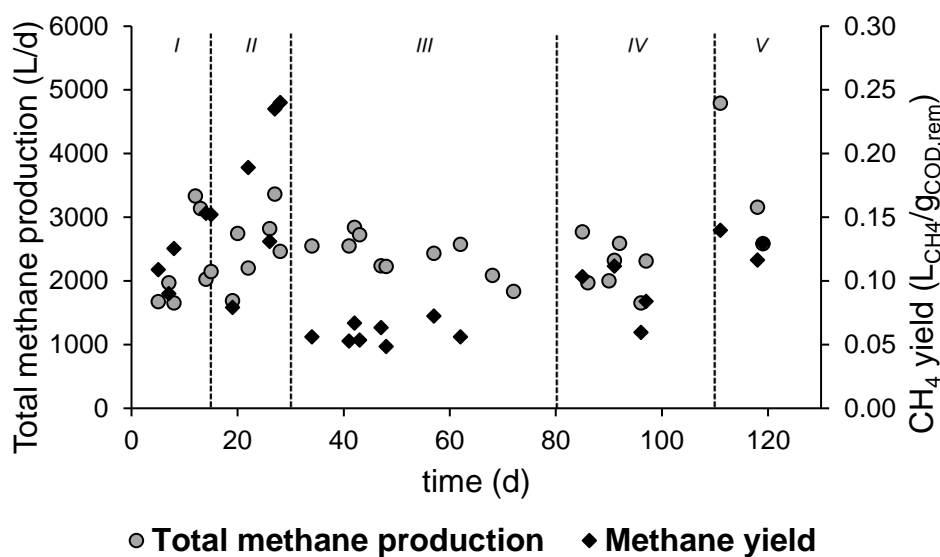 Total methane production (L/d)
6000
5000
4000
3000
2000
1000
0
I
II
III
IV
V
0.30
0.25
0.20
0.15
0.10
0.05
0.00
CH4 yield (LCH4/gCOD.rem)
0 20 40 60 80 100 120
time (d)
Total methane production Methane yield